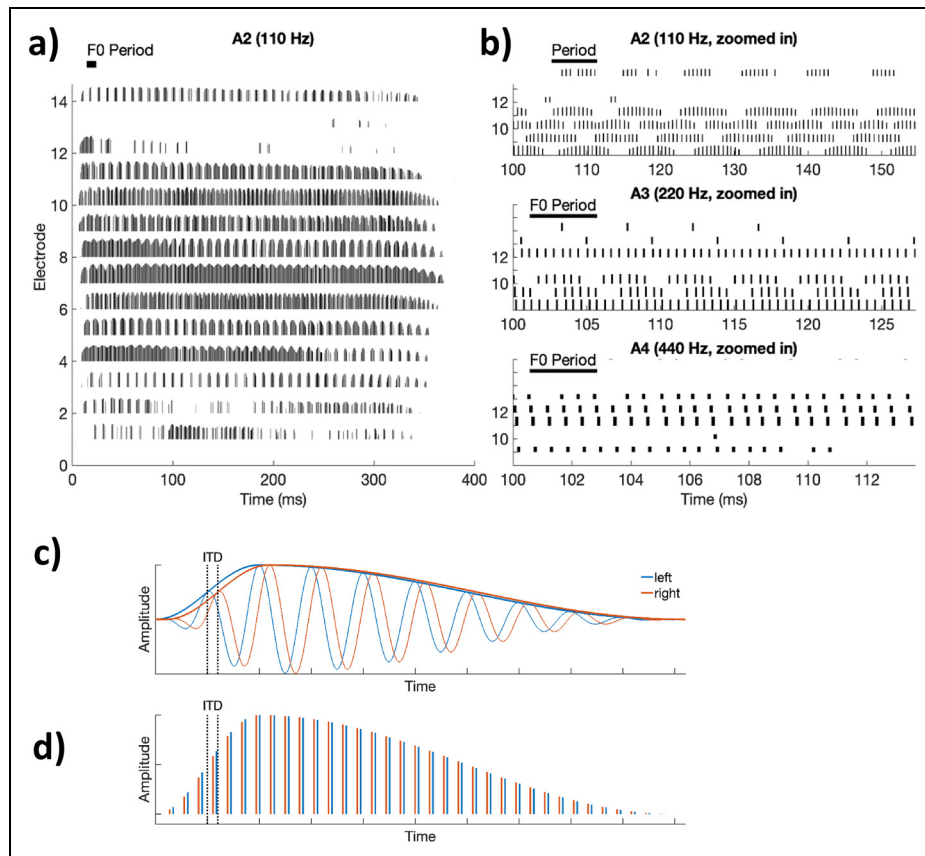 a)
A2 (110 Hz)
F0 Period
Electrode
14
12
10
8
6
4
2
0
0 100 200 300 400
Time (ms)
b)
A2 (110 Hz, zoomed in)
Period
12
10
100 110 120 130 140 150
A3 (220 Hz, zoomed in)
F0 Period
12
10
100 105 110 115 120 125
A4 (440 Hz, zoomed in)
F0 Period
12
10
100 102 104 106 108 110 112
Time (ms)
c)
ITD
left
right
Amplitude
Time
d)
ITD
Amplitude
Time